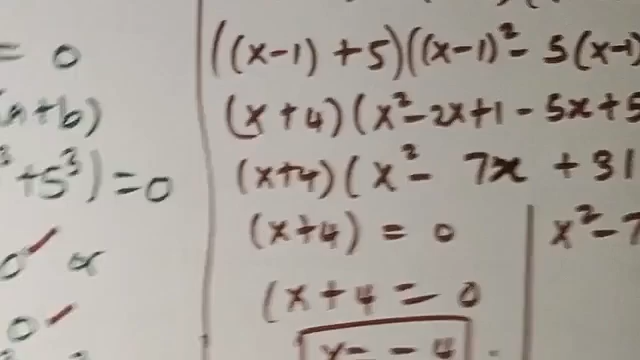 = 0
a+b)
³+5³)=0
0 or
0
((x-1)+5)((x-1)²-5(x-1)
(x+4)(x²-2x+1-5x+5
(x+4)(x²-7x+31
(x+4)=0
x²-7
(x+4=0
x=-4